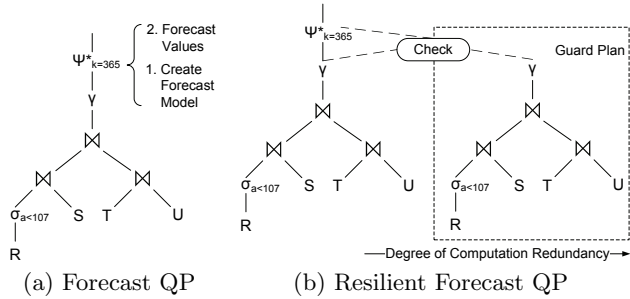 Ψ*k=365
2. Forecast
Values
1. Create
Forecast
Model
γ
⋈
⋈ ⋈
σa<107 S T U
R
(a) Forecast QP
Ψ*k=365
Check
Guard Plan
γ γ
⋈ ⋈
⋈ ⋈ ⋈ ⋈
σa<107 S T U σa<107 S T U
R R
Degree of Computation Redundancy
(b) Resilient Forecast QP